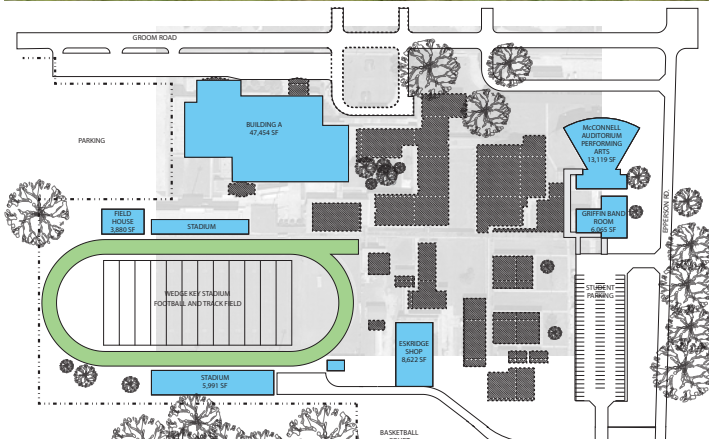 GROOM ROAD
BUILDING A
47,454 SF
PARKING
McCONNELL
AUDITORIUM
PERFORMING
ARTS
13,119 SF
FIELD
HOUSE
3,880 SF
STADIUM
GRIFFIN BAND
ROOM
6,065 SF
EPPERSON RD.
WEDGE KEY STADIUM
FOOTBALL AND TRACK FIELD
STUDENT
PARKING
ESKRIDGE
SHOP
8,622 SF
STADIUM
5,991 SF
BASKETBALL
COURT